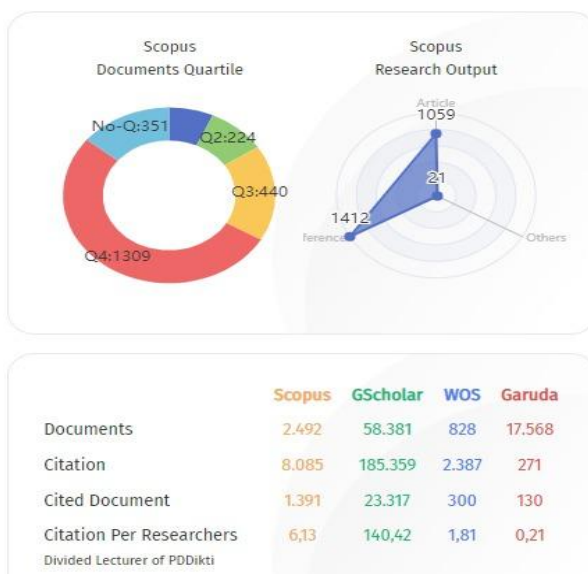 Scopus
Documents Quartile
No-Q:351
Q2:224
Q3:440
Q4:1309
Scopus
Research Output
Article
1059
21
1412
ference
Others
Scopus GScholar WOS Garuda
Documents 2.492 58.381 828 17.568
Citation 8.085 185.359 2.387 271
Cited Document 1.391 23.317 300 130
Citation Per Researchers 6,13 140,42 1,81 0,21
Divided Lecturer of PDDikti